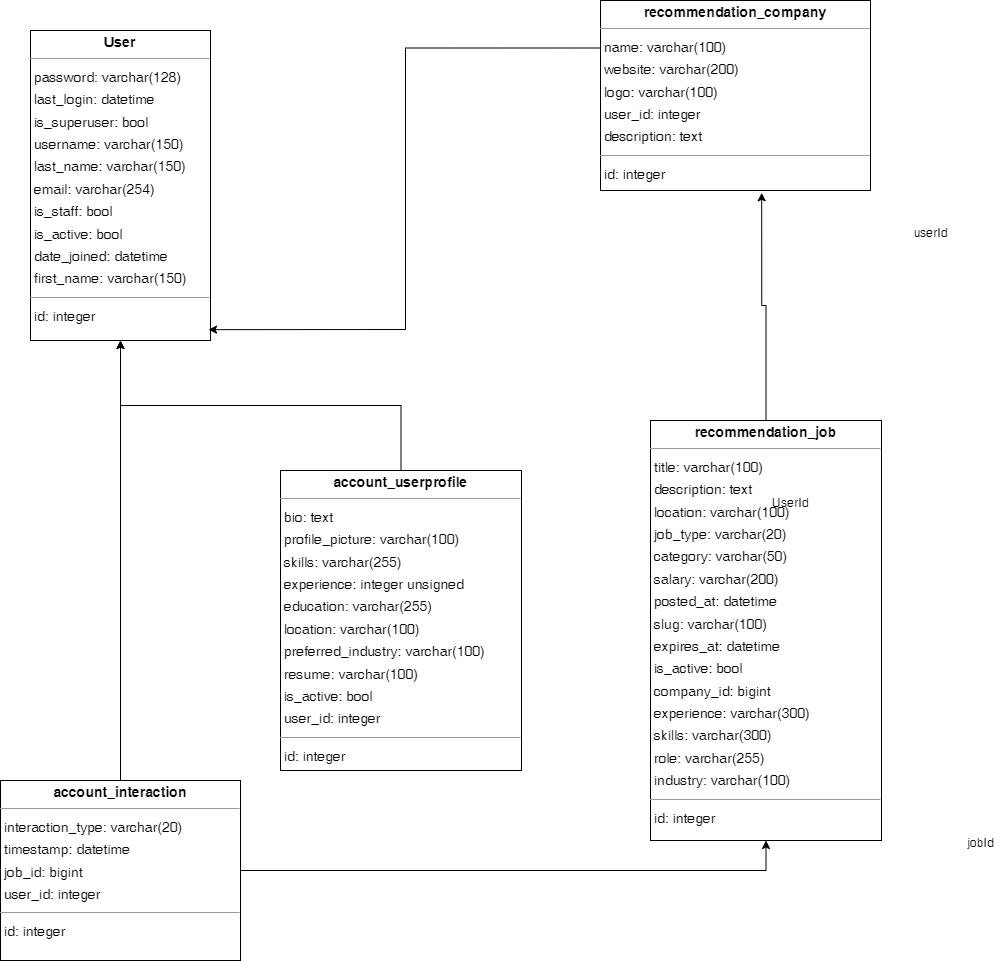 User
password: varchar(128)
last_login: datetime
is_superuser: bool
username: varchar(150)
last_name: varchar(150)
email: varchar(254)
is_staff: bool
is_active: bool
date_joined: datetime
first_name: varchar(150)
id: integer
recommendation_company
name: varchar(100)
website: varchar(200)
logo: varchar(100)
user_id: integer
description: text
id: integer
userId
account_userprofile
bio: text
profile_picture: varchar(100)
skills: varchar(255)
experience: integer unsigned
education: varchar(255)
location: varchar(100)
preferred_industry: varchar(100)
resume: varchar(100)
is_active: bool
user_id: integer
id: integer
recommendation_job
title: varchar(100)
description: text
UserId
location: varchar(100)
job_type: varchar(20)
category: varchar(50)
salary: varchar(200)
posted_at: datetime
slug: varchar(100)
expires_at: datetime
is_active: bool
company_id: bigint
experience: varchar(300)
skills: varchar(300)
role: varchar(255)
industry: varchar(100)
id: integer
jobId
account_interaction
interaction_type: varchar(20)
timestamp: datetime
job_id: bigint
user_id: integer
id: integer